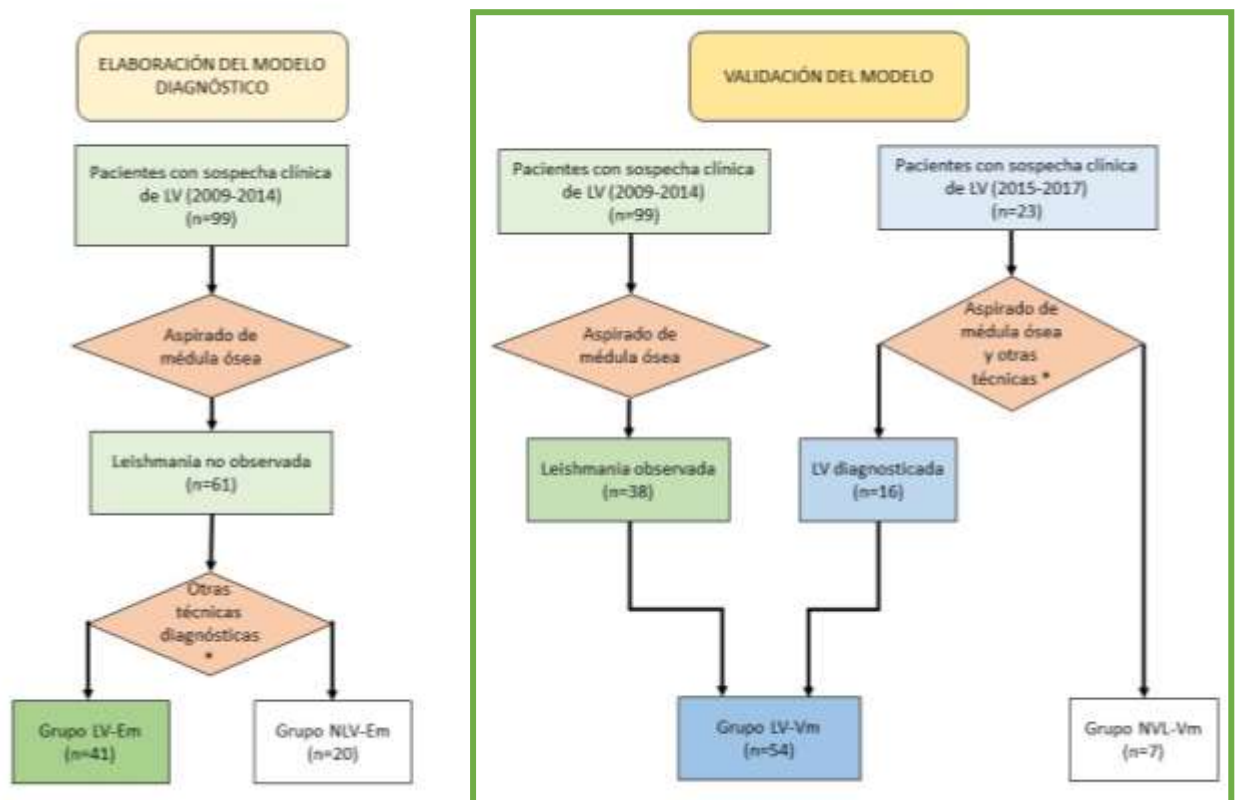 ELABORACIÓN DEL MODELO
DIAGNÓSTICO
Pacientes con sospecha clínica
de LV (2009-2014)
(n=99)
Aspirado de
médula ósea
Leishmania no observada
(n=61)
Otras
técnicas
diagnósticas
*
Grupo LV-Em
(n=41)
Grupo NLV-Em
(n=20)
VALIDACIÓN DEL MODELO
Pacientes con sospecha clínica
de LV (2009-2014)
(n=99)
Pacientes con sospecha clínica
de LV (2015-2017)
(n=23)
Aspirado de
médula ósea
Aspirado de
médula ósea
y otras
técnicas *
Leishmania observada
(n=38)
LV diagnosticada
(n=16)
Grupo LV-Vm
(n=54)
Grupo NVL-Vm
(n=7)